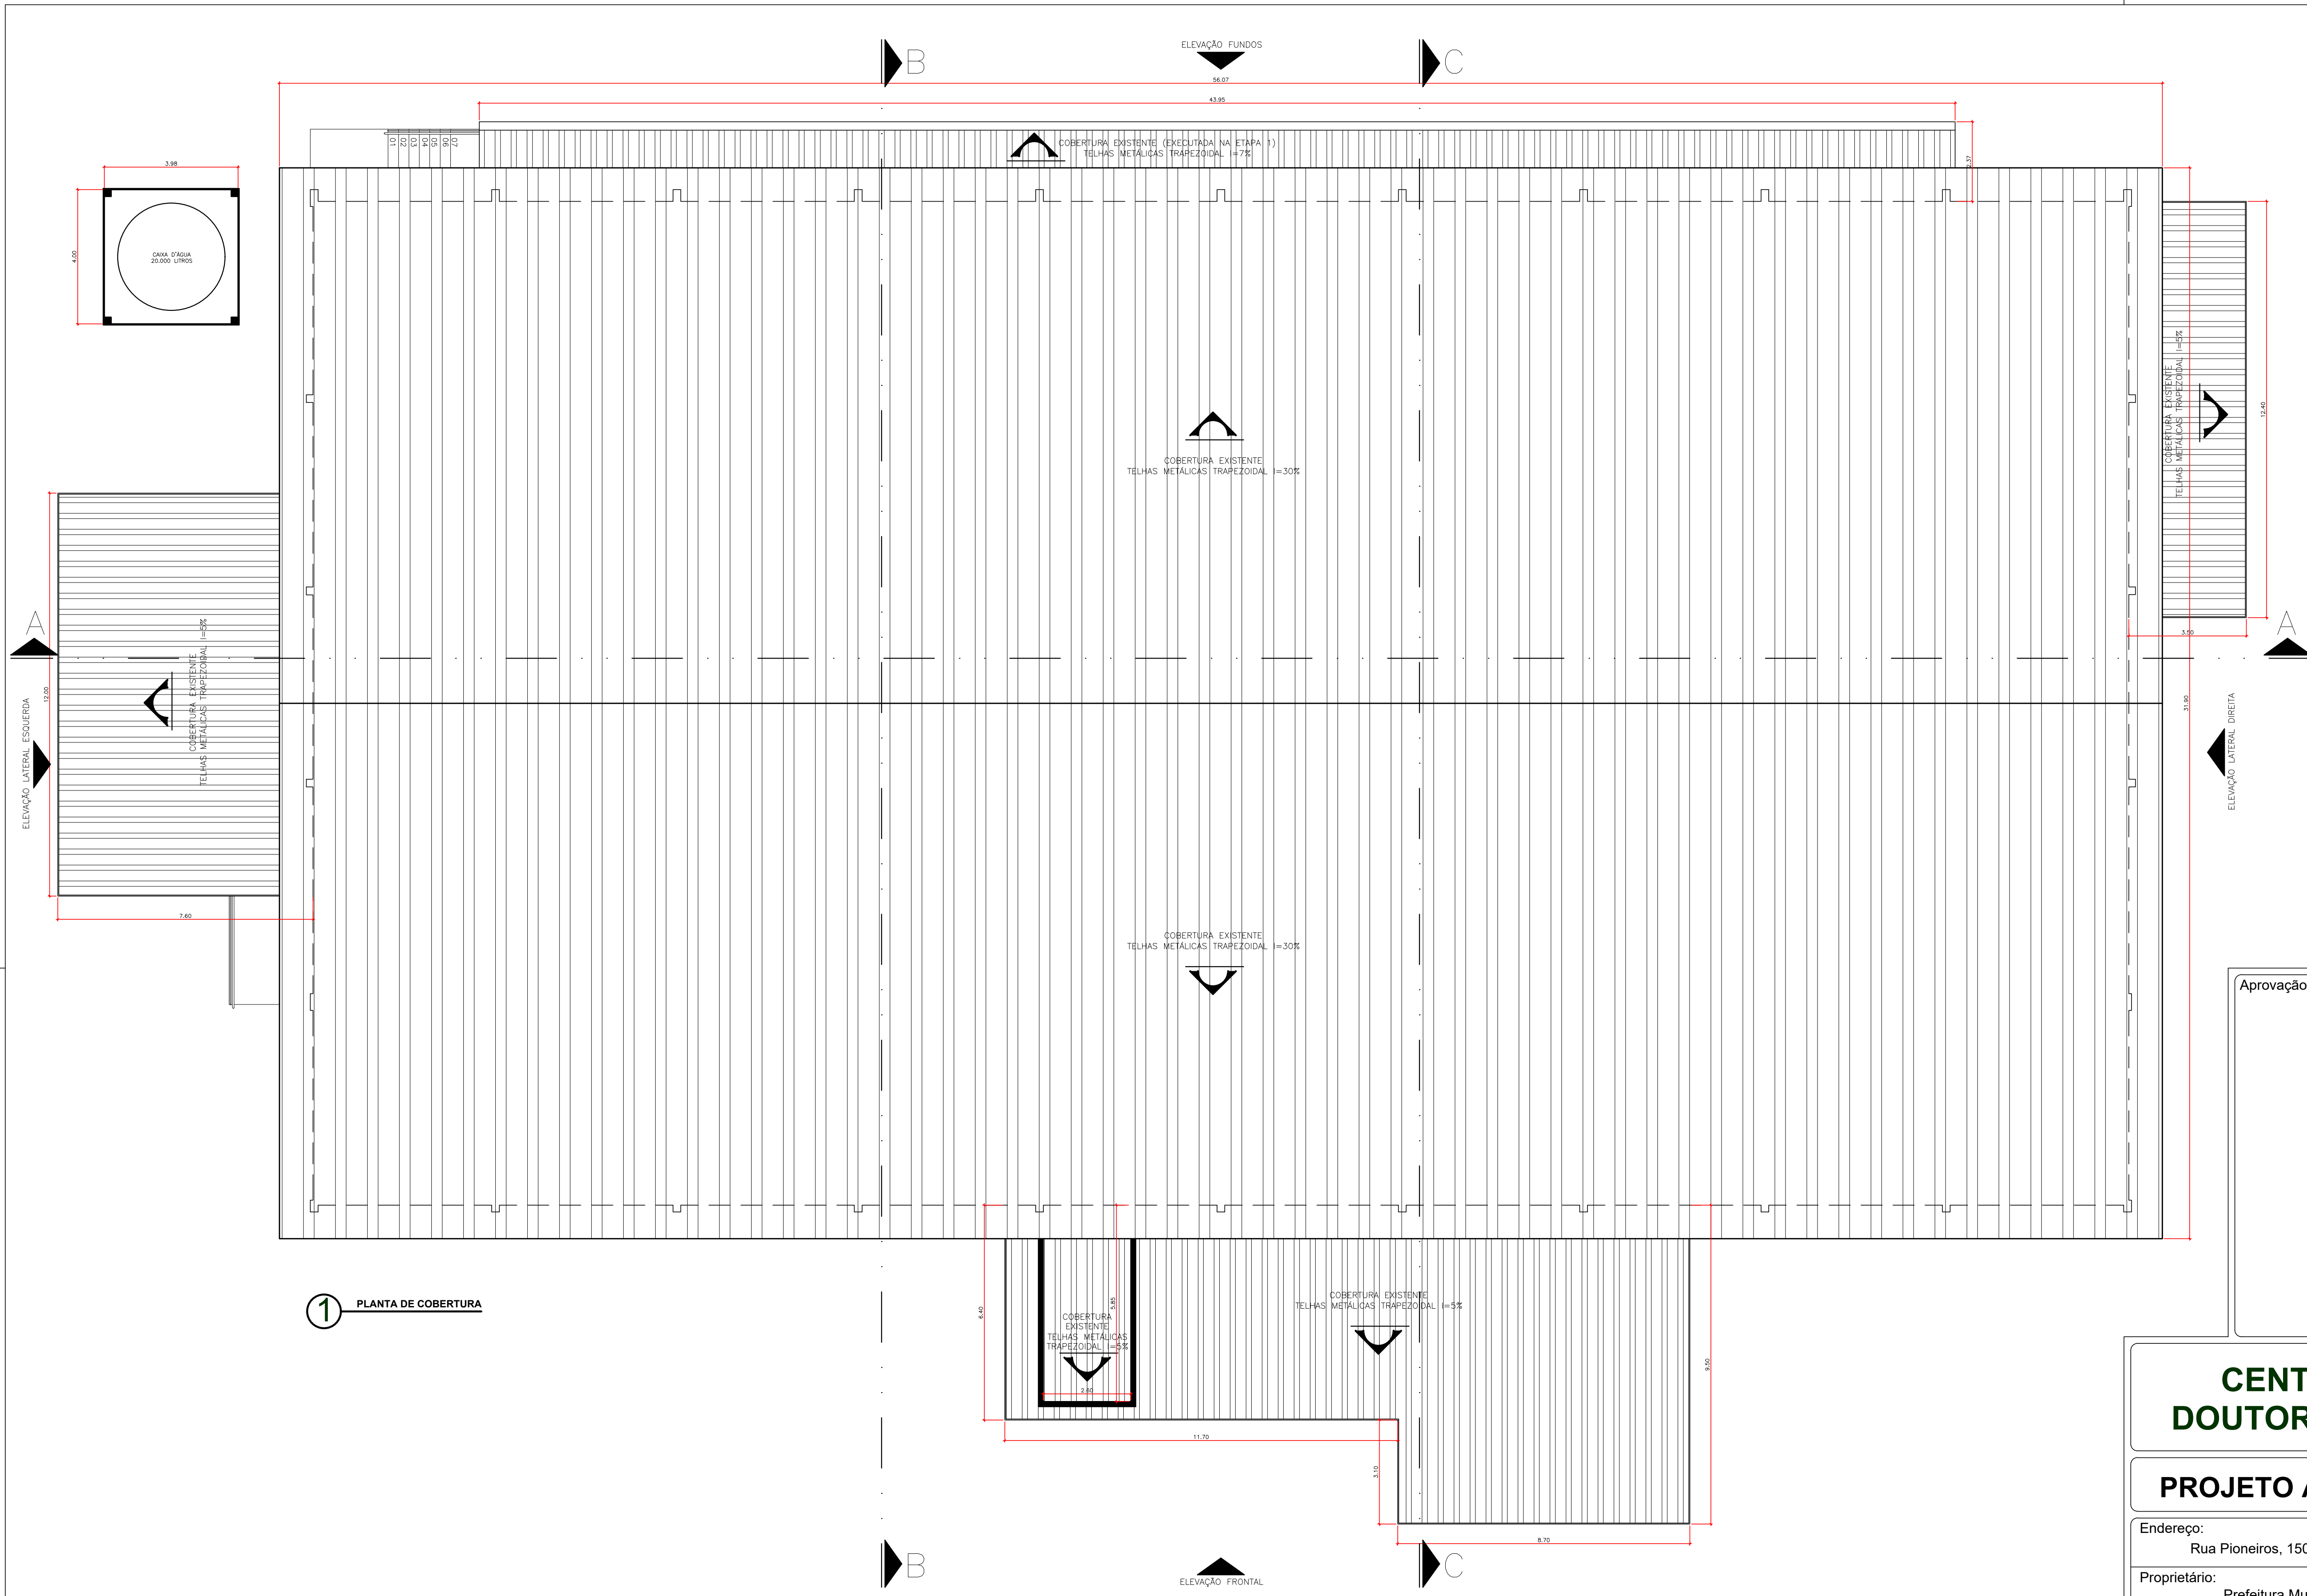 ELEVAÇÃO FUNDOS
B
C
56.07
43.95
01
02
03
04
05
06
07
COBERTURA EXISTENTE (EXECUTADA NA ETAPA 1)
TELHAS METÁLICAS TRAPEZOIDAL I=7%
2.37
3.98
4.00
CAIXA D'ÁGUA
20.000 LITROS
COBERTURA EXISTENTE
TELHAS METÁLICAS TRAPEZOIDAL I=5%
12.40
3.50
COBERTURA EXISTENTE
TELHAS METÁLICAS TRAPEZOIDAL I=30%
A
A
12.00
COBERTURA EXISTENTE
TELHAS METÁLICAS TRAPEZOIDAL I=5%
ELEVAÇÃO LATERAL ESQUERDA
31.90
ELEVAÇÃO LATERAL DIREITA
7.60
COBERTURA EXISTENTE
TELHAS METÁLICAS TRAPEZOIDAL I=30%
Aprovação
1
PLANTA DE COBERTURA
6.40
5.85
COBERTURA
EXISTENTE
TELHAS METÁLICAS
TRAPEZOIDAL I=5%
2.60
COBERTURA EXISTENTE
TELHAS METÁLICAS TRAPEZOIDAL I=5%
9.50
11.70
3.10
8.70
B
C
ELEVAÇÃO FRONTAL
CENT
DOUTOR
PROJETO A
Endereço:
Rua Pioneiros, 150
Proprietário:
Prefeitura Mu